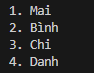 1. Mai
2. Bình
3. Chi
4. Danh